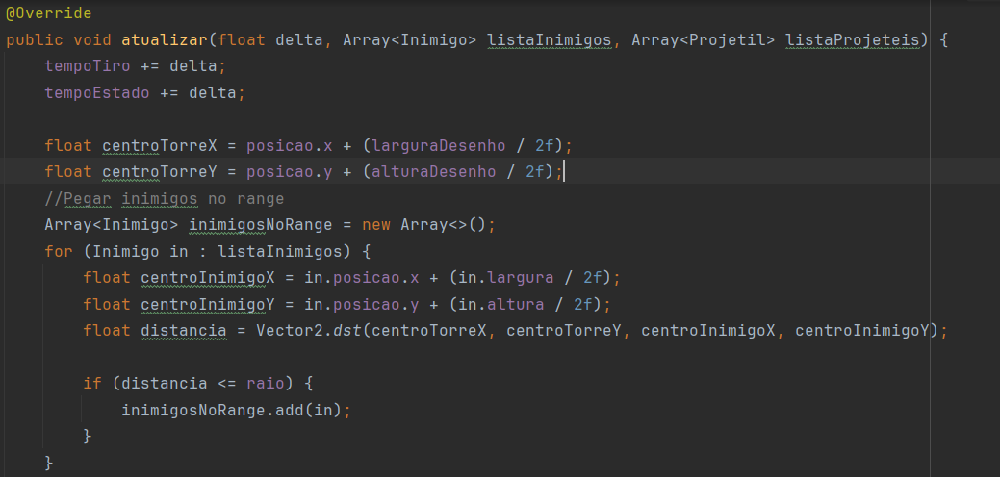 @Override
public void atualizar(float delta, Array<Inimigo> listaInimigos, Array<Projetil> listaProjeteis) {
    tempoTiro += delta;
    tempoEstado += delta;

    float centroTorreX = posicao.x + (larguraDesenho / 2f);
    float centroTorreY = posicao.y + (alturaDesenho / 2f);
    //Pegar inimigos no range
    Array<Inimigo> inimigosNoRange = new Array<>();
    for (Inimigo in : listaInimigos) {
        float centroInimigoX = in.posicao.x + (in.largura / 2f);
        float centroInimigoY = in.posicao.y + (in.altura / 2f);
        float distancia = Vector2.dst(centroTorreX, centroTorreY, centroInimigoX, centroInimigoY);

        if (distancia <= raio) {
            inimigosNoRange.add(in);
        }
    }